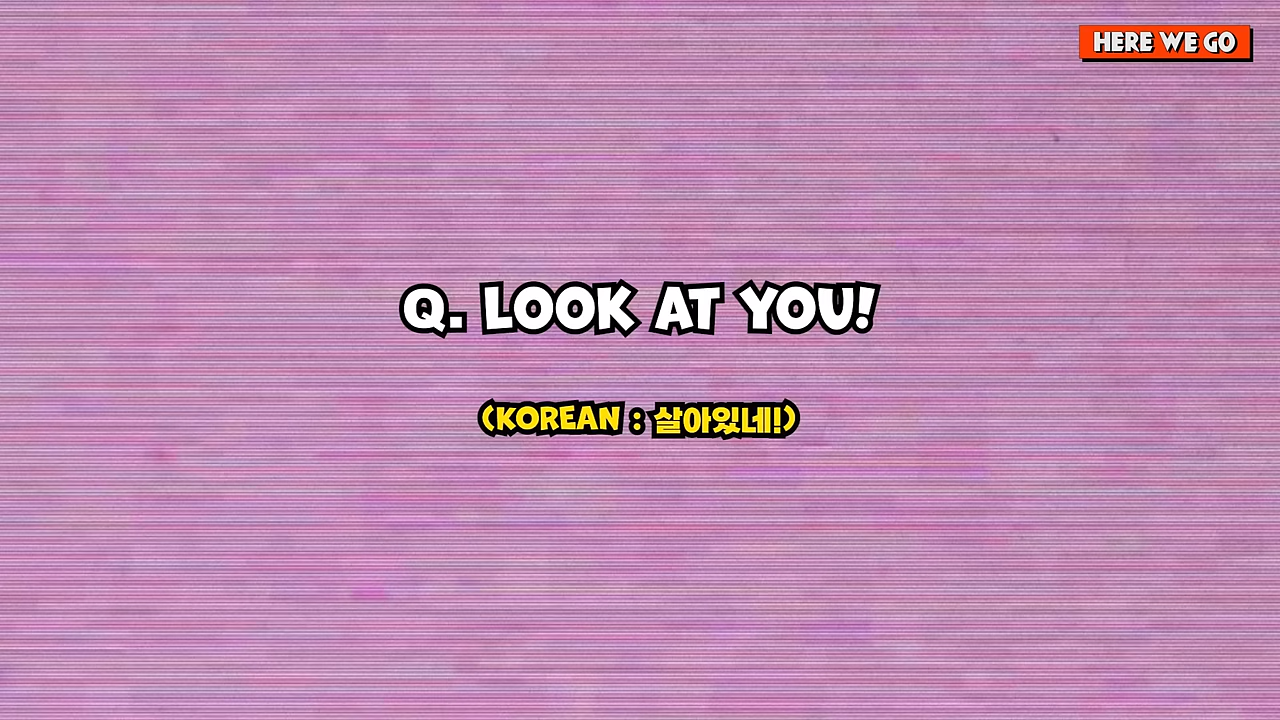 HERE WE GO
Q. LOOK AT YOU!
(KOREAN : 살아있네!)